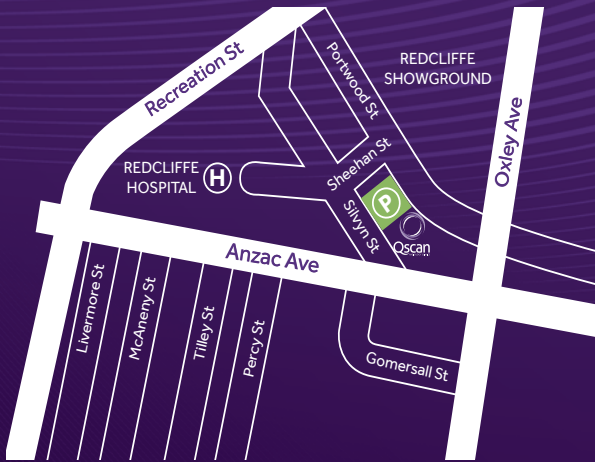 Recreation St
Portwood St
REDCLIFFE
SHOWGROUND
Oxley Ave
Sheehan St
REDCLIFFE
HOSPITAL
H
P
Silvyn St
Qscan
Anzac Ave
Livermore St
McAneny St
Tilley St
Percy St
Gomersall St